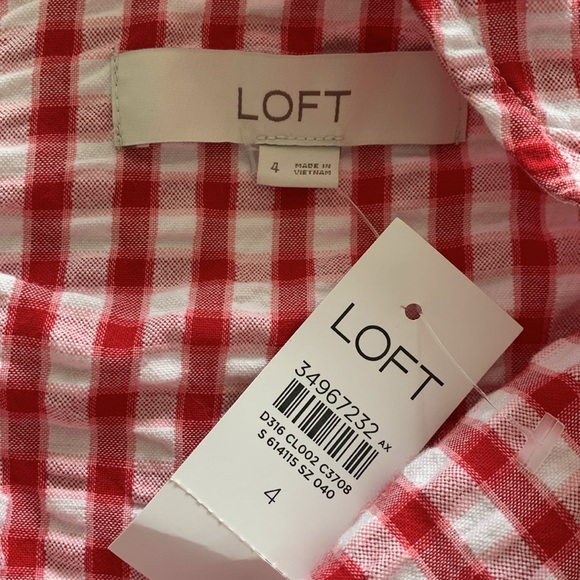 LOFT
4
MADE IN
VIETNAM
LOFT
34967232 AX
D316 CL002 C3708
S 614115 SZ 040
4